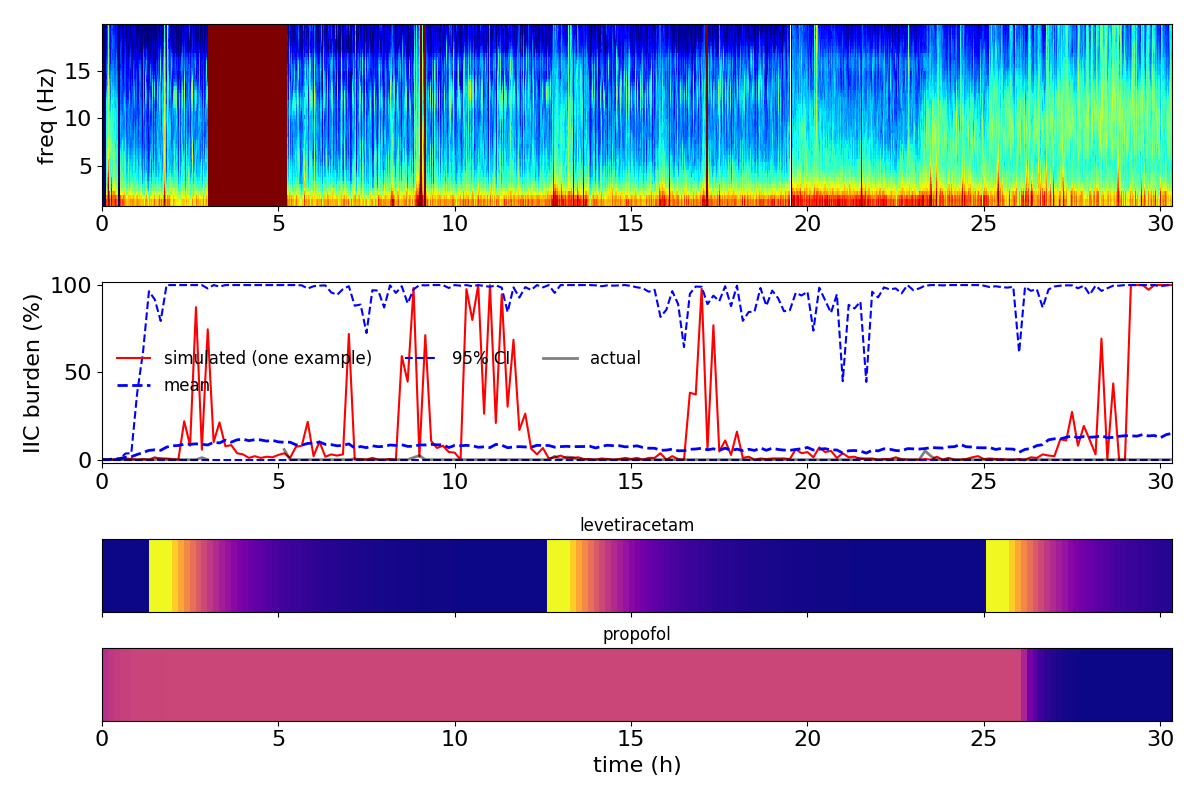 freq (Hz)
15
10
5
0 5 10 15 20 25 30
IIC burden (%)
100
50
0
simulated (one example) 95% CI actual
mean
0 5 10 15 20 25 30
levetiracetam
propofol
0 5 10 15 20 25 30
time (h)